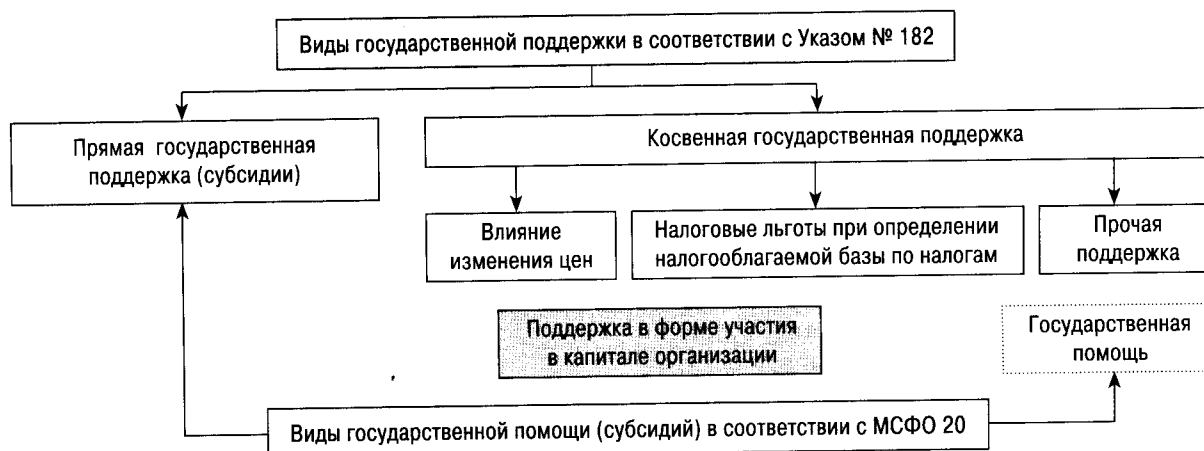 Виды государственной поддержки в соответствии с Указом № 182
Прямая государственная
поддержка (субсидии)
Косвенная государственная поддержка
Влияние
изменения цен
Налоговые льготы при определении
налогооблагаемой базы по налогам
Прочая
поддержка
Поддержка в форме участия
в капитале организации
Государственная
помощь
Виды государственной помощи (субсидий) в соответствии с МСФО 20